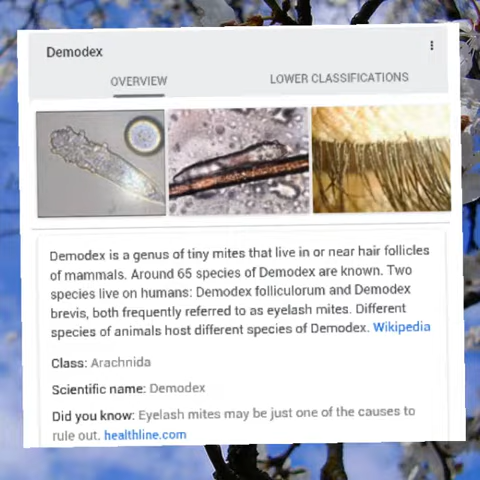 Demodex
OVERVIEW
LOWER CLASSIFICATIONS
Demodex is a genus of tiny mites that live in or near hair follicles
of mammals. Around 65 species of Demodex are known. Two
species live on humans: Demodex folliculorum and Demodex
brevis, both frequently referred to as eyelash mites. Different
species of animals host different species of Demodex. Wikipedia
Class: Arachnida
Scientific name: Demodex
Did you know: Eyelash mites may be just one of the causes to
rule out. healthline.com